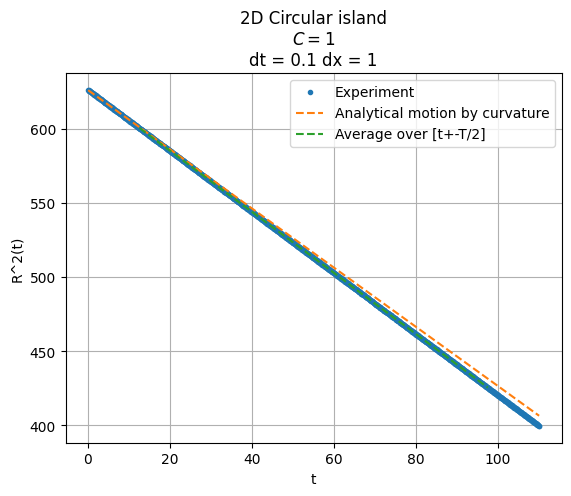 2D Circular island
C = 1
dt = 0.1 dx = 1
Experiment
Analytical motion by curvature
Average over [t+-T/2]
R^2(t)
600
550
500
450
400
0 20 40 60 80 100
t